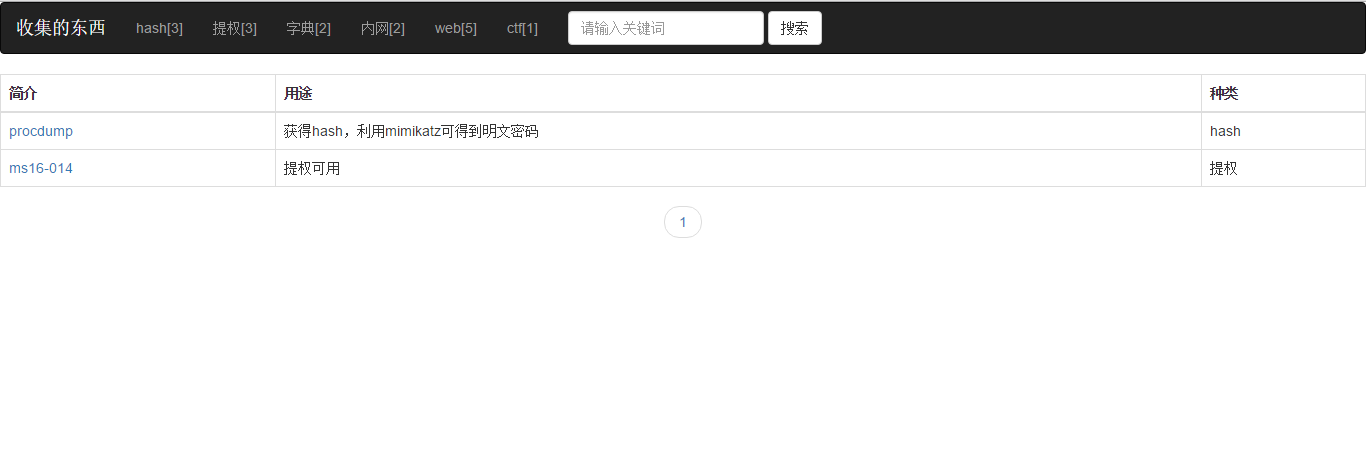 收集的东西 hash[3] 提权[3] 字典[2] 内网[2] web[5] ctf[1] 请输入关键词 搜索
简介 用途 种类
procdump 获得hash，利用mimikatz可得到明文密码 hash
ms16-014 提权可用 提权
1